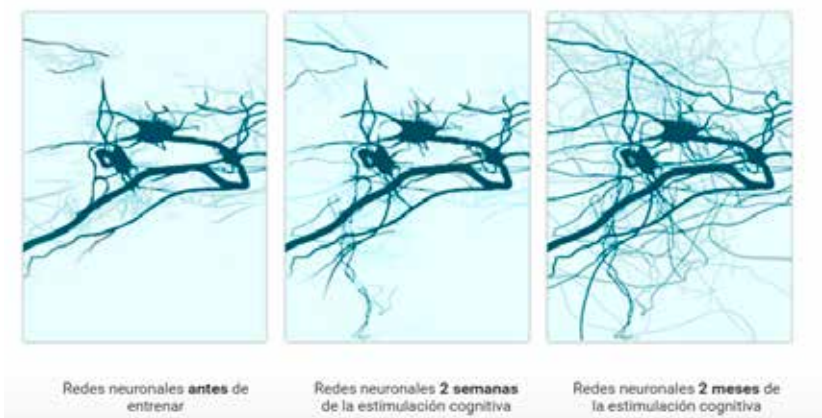 Redes neuronales antes de
entrenar
Redes neuronales 2 semanas
de la estimulación cognitiva
Redes neuronales 2 meses de
la estimulación cognitiva